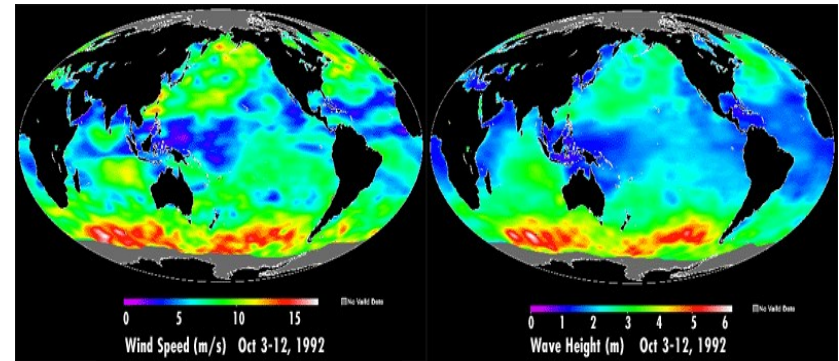 No Valid Data
0 5 10 15
Wind Speed (m/s) Oct 3-12, 1992
No Valid Data
0 1 2 3 4 5 6
Wave Height (m) Oct 3-12, 1992